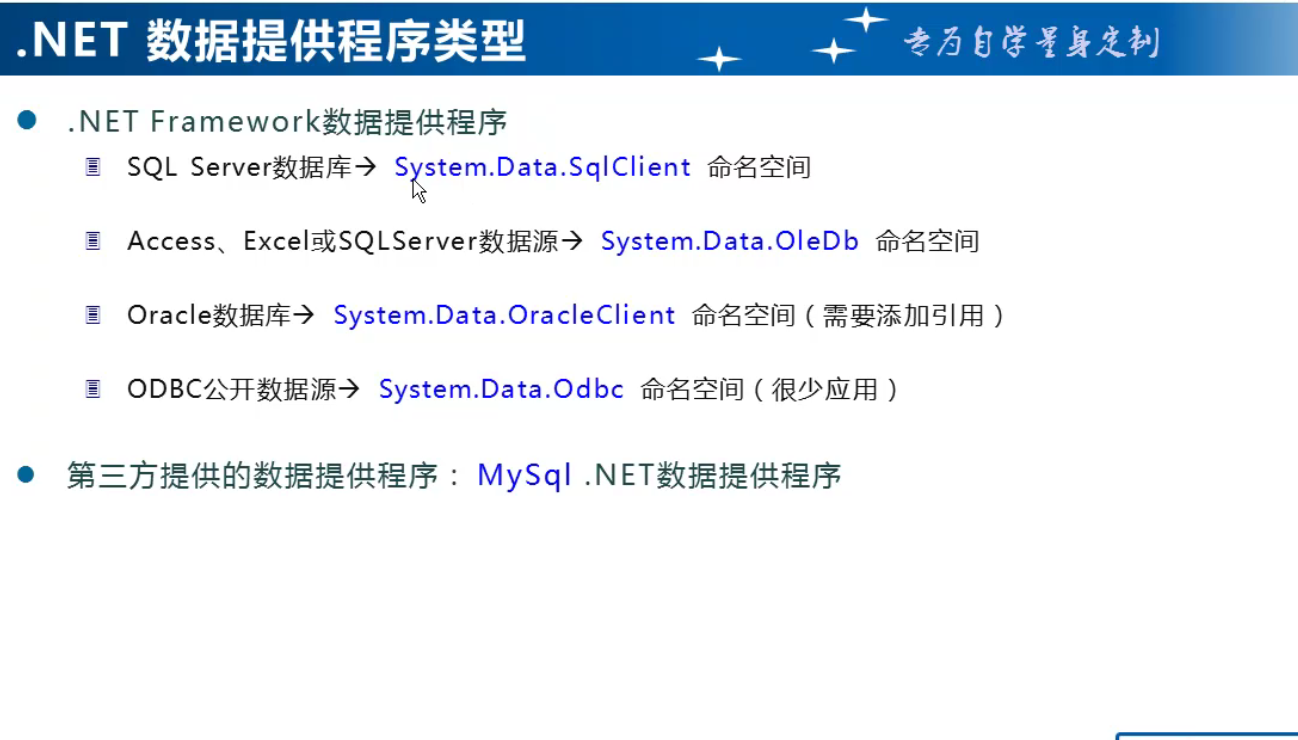 .NET 数据提供程序类型
专为自学量身定制
.NET Framework数据提供程序
SQL Server数据库→ System.Data.SqlClient 命名空间
Access、Excel或SQLServer数据源→ System.Data.OleDb 命名空间
Oracle数据库→ System.Data.OracleClient 命名空间（需要添加引用）
ODBC公开数据源→ System.Data.Odbc 命名空间（很少应用）
第三方提供的数据提供程序：MySql .NET数据提供程序